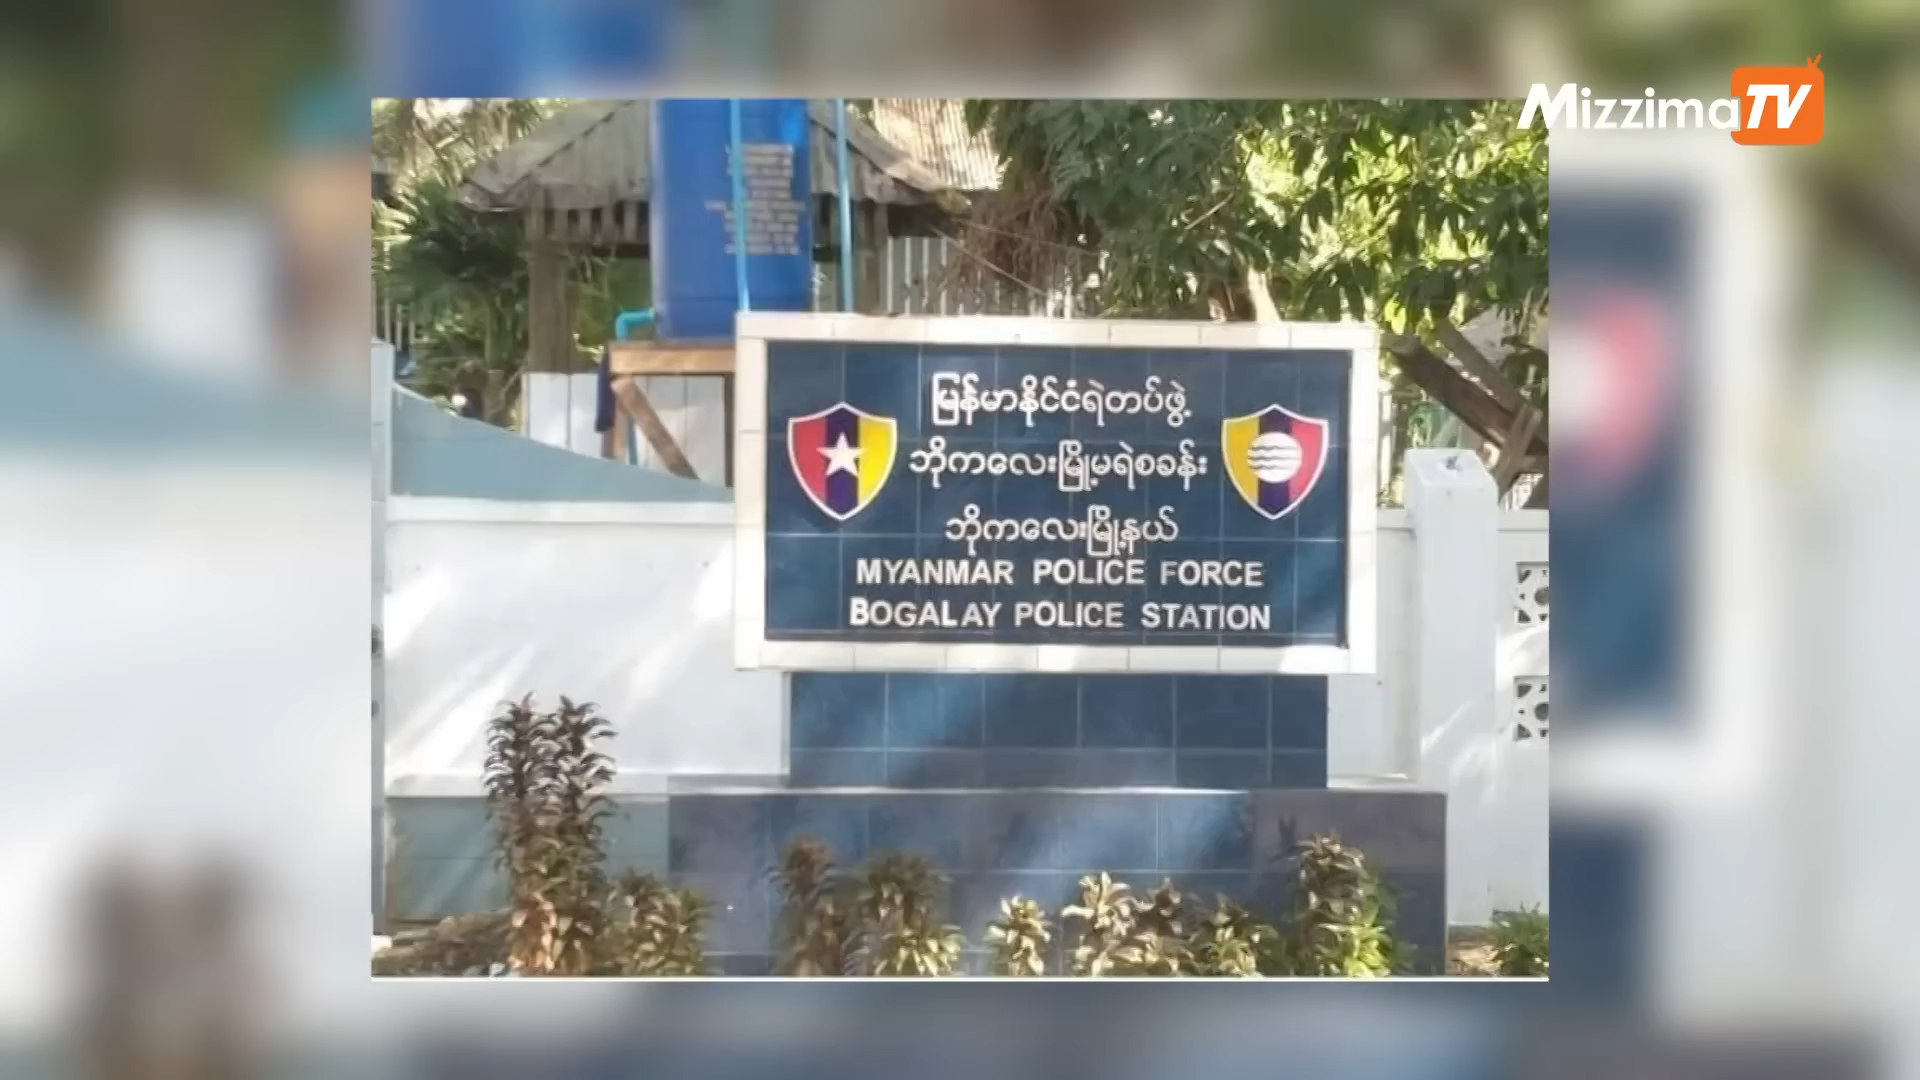 MizzimaTV
မြန်မာနိုင်ငံရဲတပ်ဖွဲ့
ဘိုကလေးမြို့မရဲစခန်း
ဘိုကလေးမြို့နယ်
MYANMAR POLICE FORCE
BOGALAY POLICE STATION